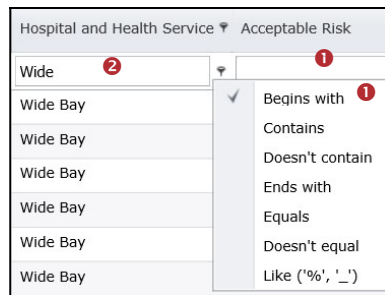 Hospital and Health Service Acceptable Risk
Wide 2 1
Wide Bay Begins with 1
Wide Bay Contains
Doesn't contain
Wide Bay Ends with
Wide Bay Equals
Wide Bay Doesn't equal
Wide Bay Like ('%', '_')